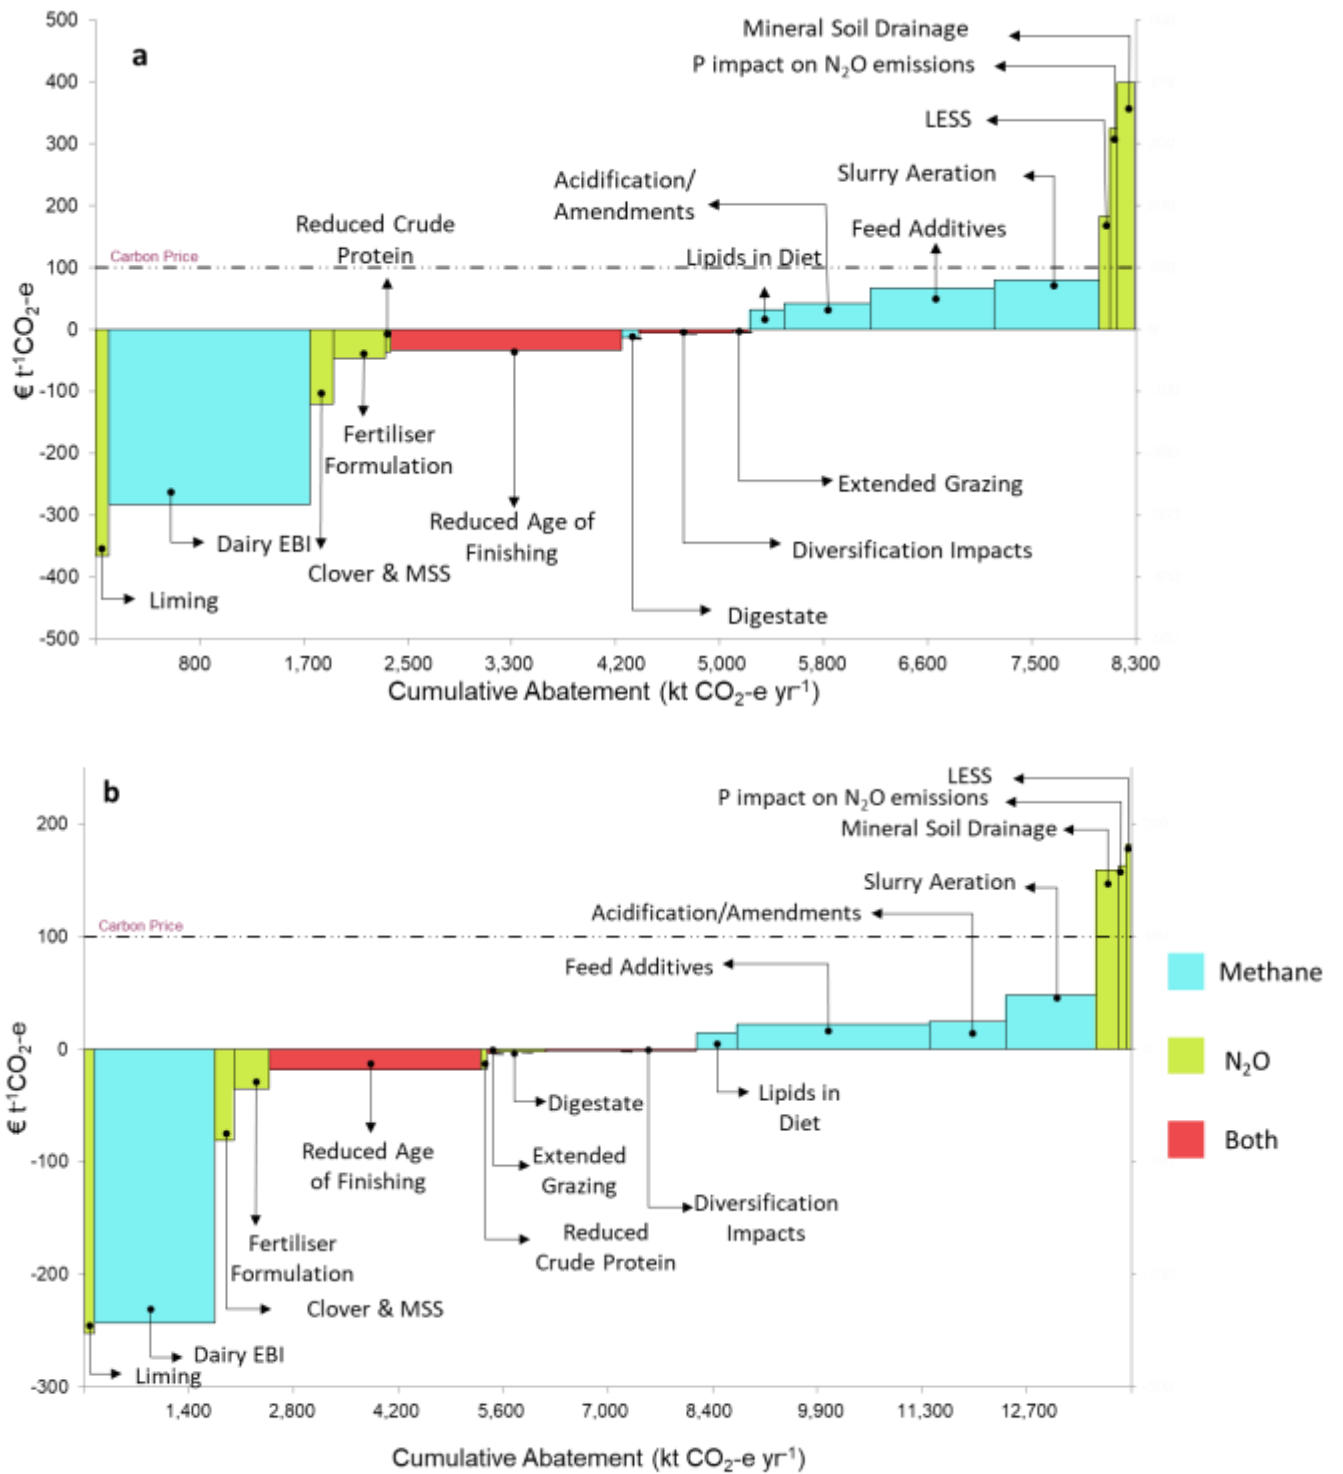 a
500
400
300
200
100
0
-100
-200
-300
-400
-500
€ t⁻¹CO₂-e
Carbon Price
Mineral Soil Drainage
P impact on N₂O emissions
LESS
Slurry Aeration
Acidification/
Amendments
Feed Additives
Reduced Crude
Protein
Lipids in Diet
Fertiliser
Formulation
Extended Grazing
Reduced Age of
Finishing
Dairy EBI
Diversification Impacts
Clover & MSS
Liming
Digestate
800
1,700
2,500
3,300
4,200
5,000
5,800
6,600
7,500
8,300
Cumulative Abatement (kt CO₂-e yr⁻¹)
b
200
100
0
-100
-200
-300
€ t⁻¹CO₂-e
Carbon Price
LESS
P impact on N₂O emissions
Mineral Soil Drainage
Slurry Aeration
Acidification/Amendments
Feed Additives
Lipids in
Diet
Digestate
Reduced Age
of Finishing
Extended
Grazing
Diversification
Impacts
Reduced
Crude Protein
Fertiliser
Formulation
Clover & MSS
Dairy EBI
Liming
1,400
2,800
4,200
5,600
7,000
8,400
9,900
11,300
12,700
Cumulative Abatement (kt CO₂-e yr⁻¹)
Methane
N₂O
Both